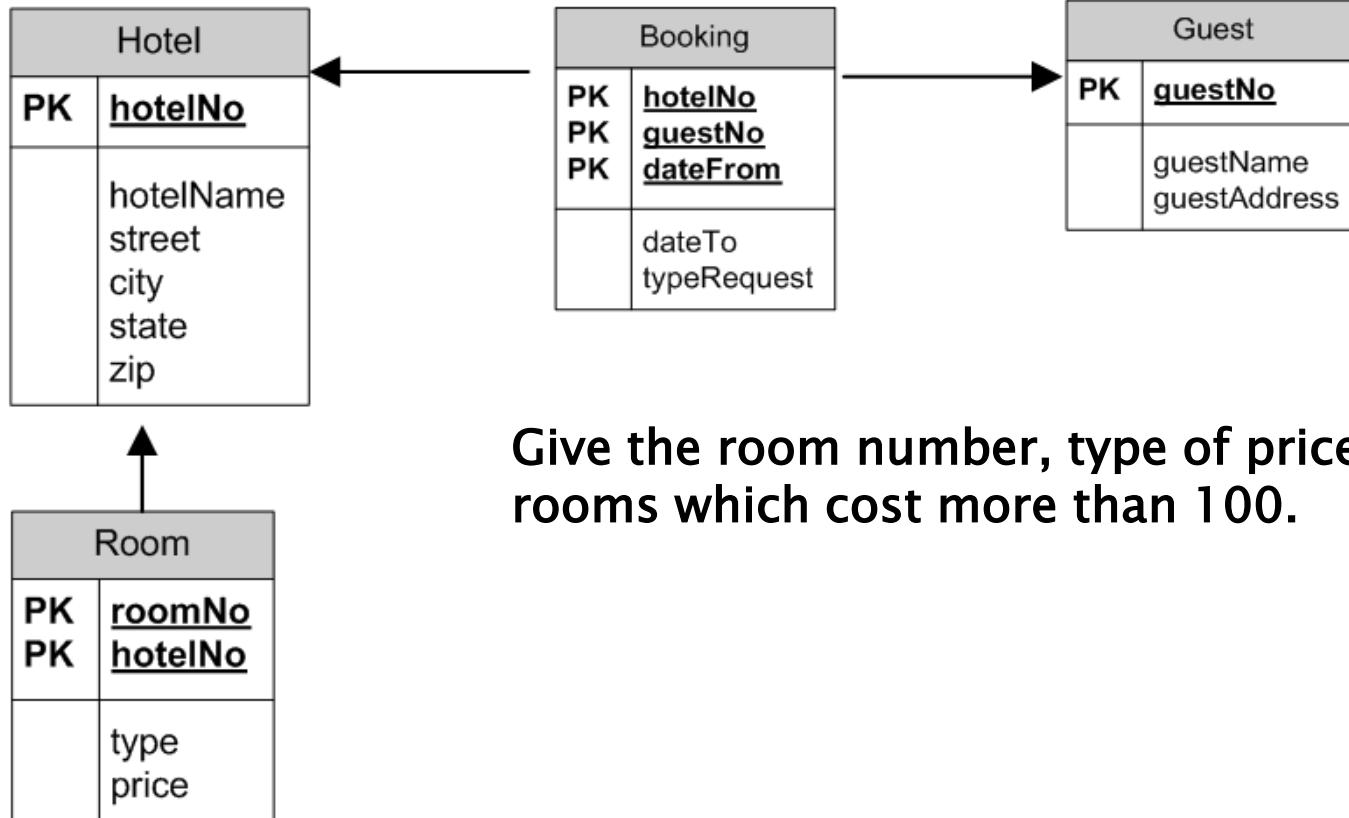 Hotel
PK hotelNo
hotelName
street
city
state
zip
Booking
PK hotelNo
PK guestNo
PK dateFrom
dateTo
typeRequest
Guest
PK guestNo
guestName
guestAddress
Give the room number, type of price
rooms which cost more than 100.
Room
PK roomNo
PK hotelNo
type
price